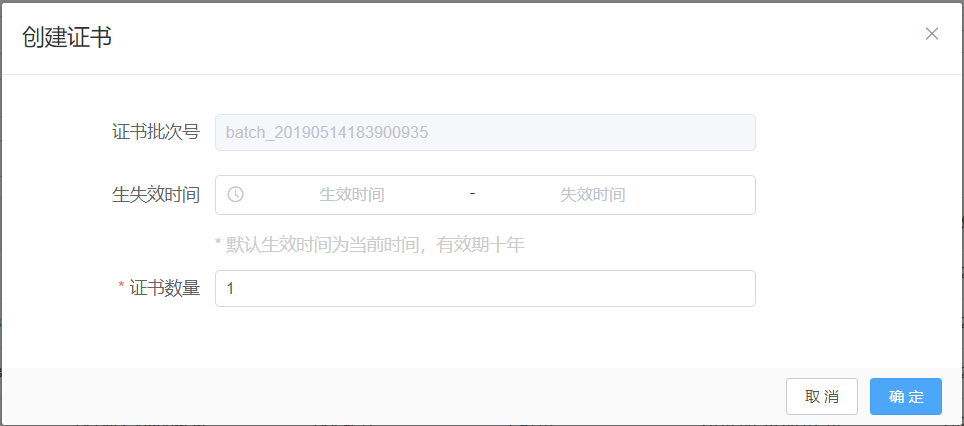 创建证书
证书批次号 batch_20190514183900935
生失效时间 生效时间 - 失效时间
* 默认生效时间为当前时间，有效期十年
* 证书数量 1
取消 确定